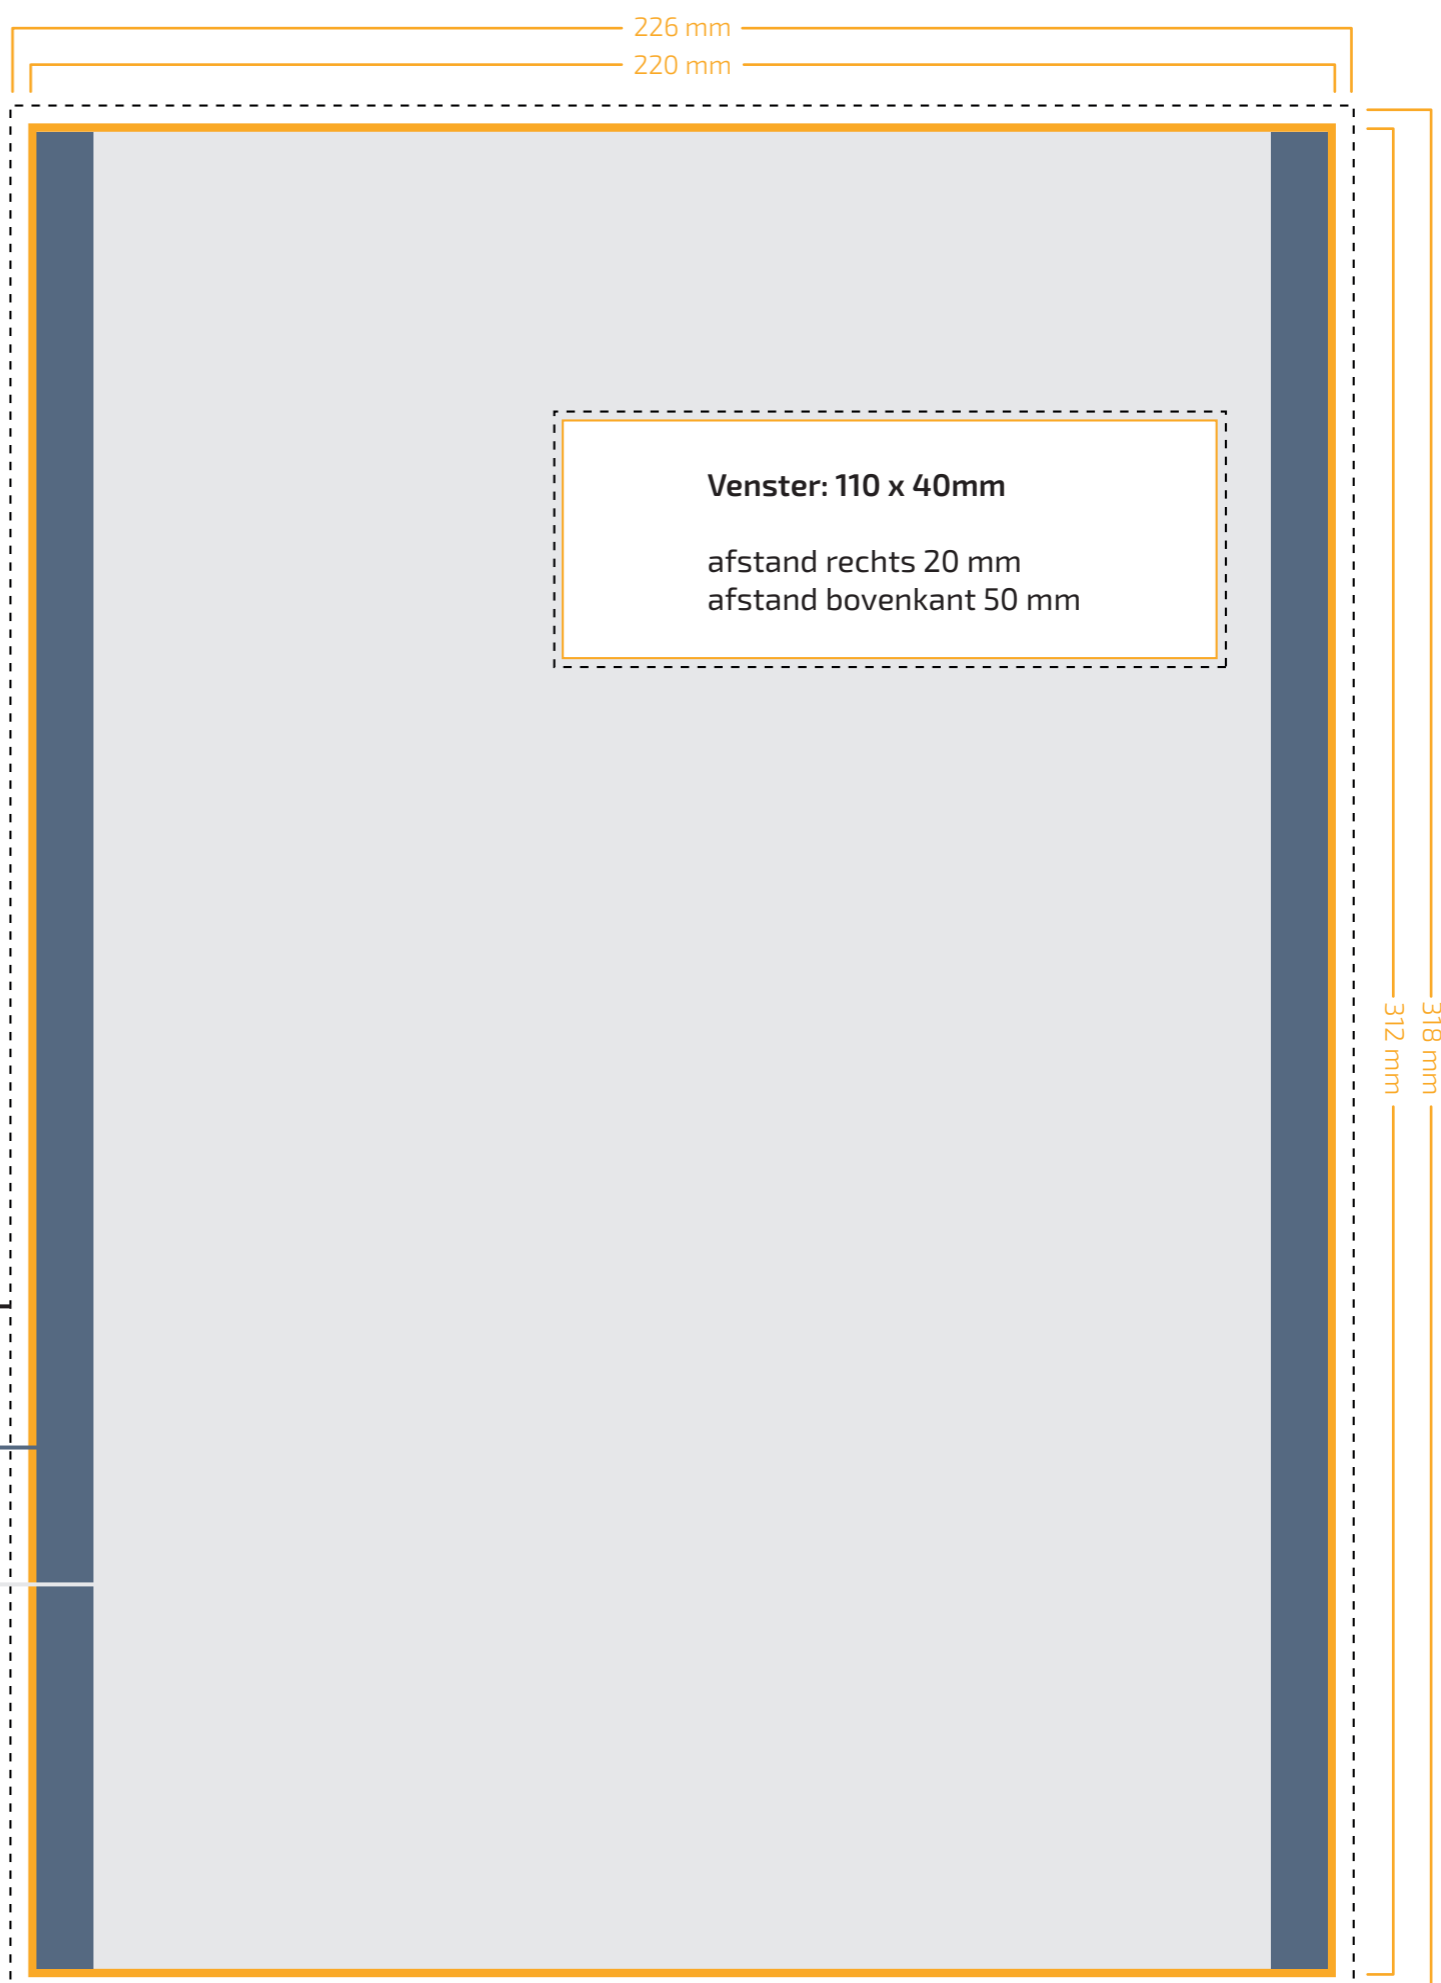 226 mm
220 mm
Venster: 110 x 40mm
afstand rechts 20 mm
afstand bovenkant 50 mm
312 mm
318 mm